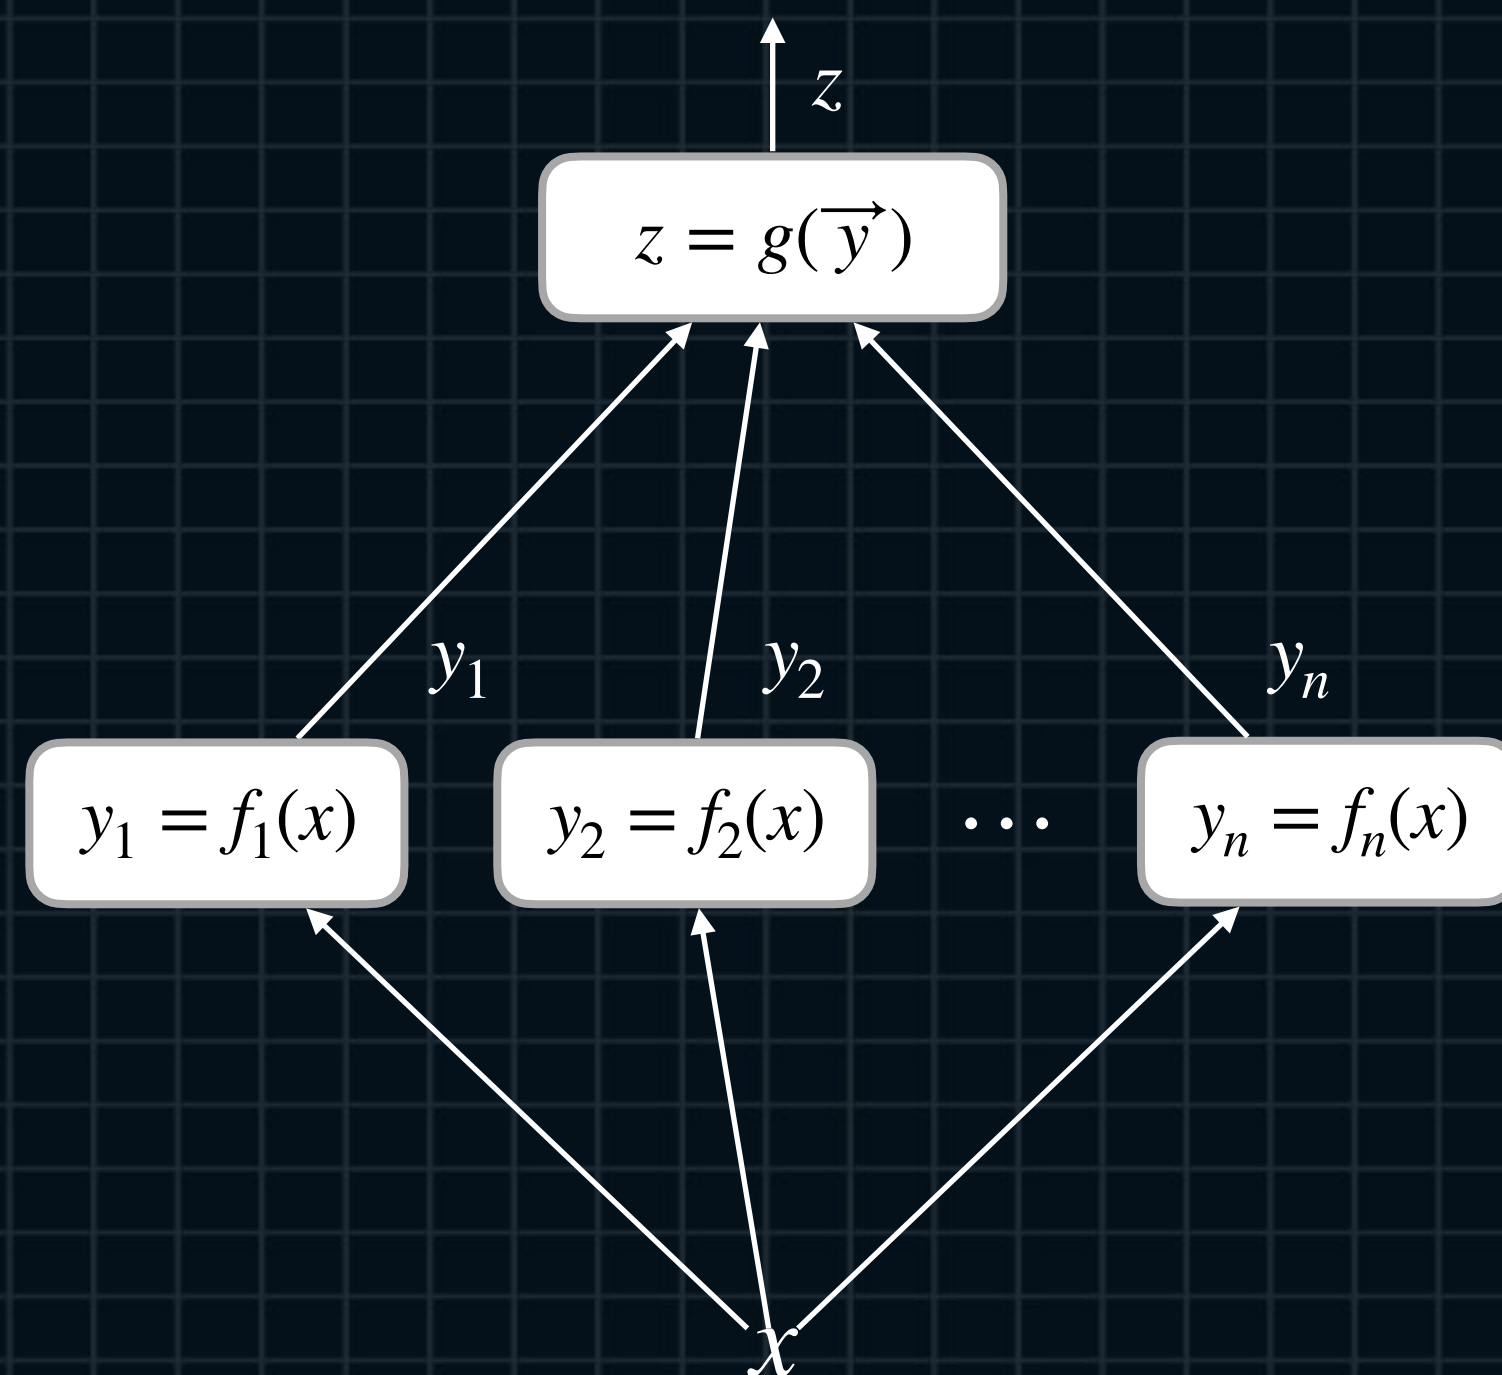 z
z = g(y⃗)
y₁ y₂ yₙ
y₁ = f₁(x) y₂ = f₂(x) ⋯ yₙ = fₙ(x)
x